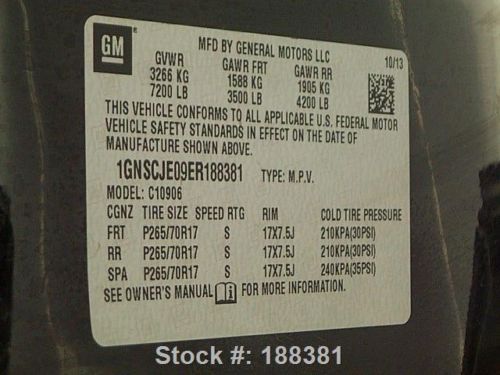 GM
MFD BY GENERAL MOTORS LLC
10/13
GVWR GAWR FRT GAWR RR
3266 KG 1588 KG 1905 KG
7200 LB 3500 LB 4200 LB
THIS VEHICLE CONFORMS TO ALL APPLICABLE U.S. FEDERAL MOTOR
VEHICLE SAFETY STANDARDS IN EFFECT ON THE DATE OF
MANUFACTURE SHOWN ABOVE.
1GNSCJE09ER188381 TYPE: M.P.V.
MODEL: C10906
CGNZ TIRE SIZE SPEED RTG RIM COLD TIRE PRESSURE
FRT P265/70R17 S 17X7.5J 210KPA(30PSI)
RR P265/70R17 S 17X7.5J 210KPA(30PSI)
SPA P265/70R17 S 17X7.5J 240KPA(35PSI)
SEE OWNER'S MANUAL FOR MORE INFORMATION.
Stock #: 188381